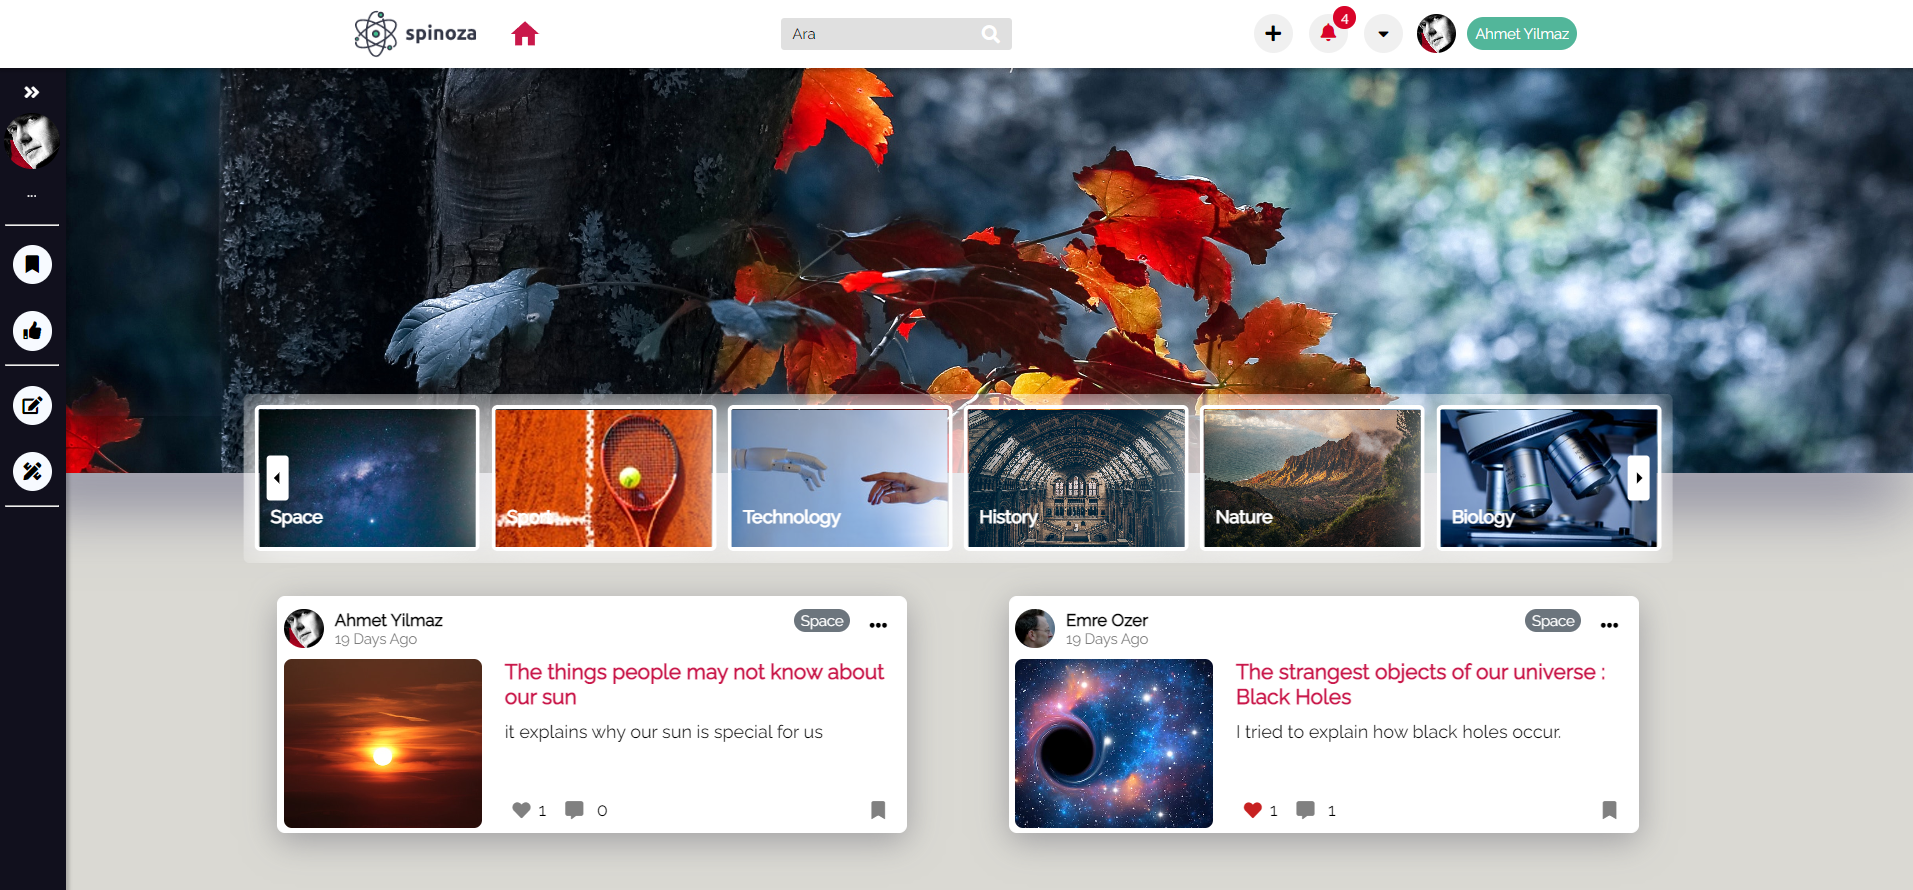 spinoza
Ara
4
Ahmet Yilmaz
...
Space
Sport
Technology
History
Nature
Biology
Ahmet Yilmaz
19 Days Ago
Space
The things people may not know about
our sun
it explains why our sun is special for us
1
0
Emre Ozer
19 Days Ago
Space
The strangest objects of our universe :
Black Holes
I tried to explain how black holes occur.
1
1